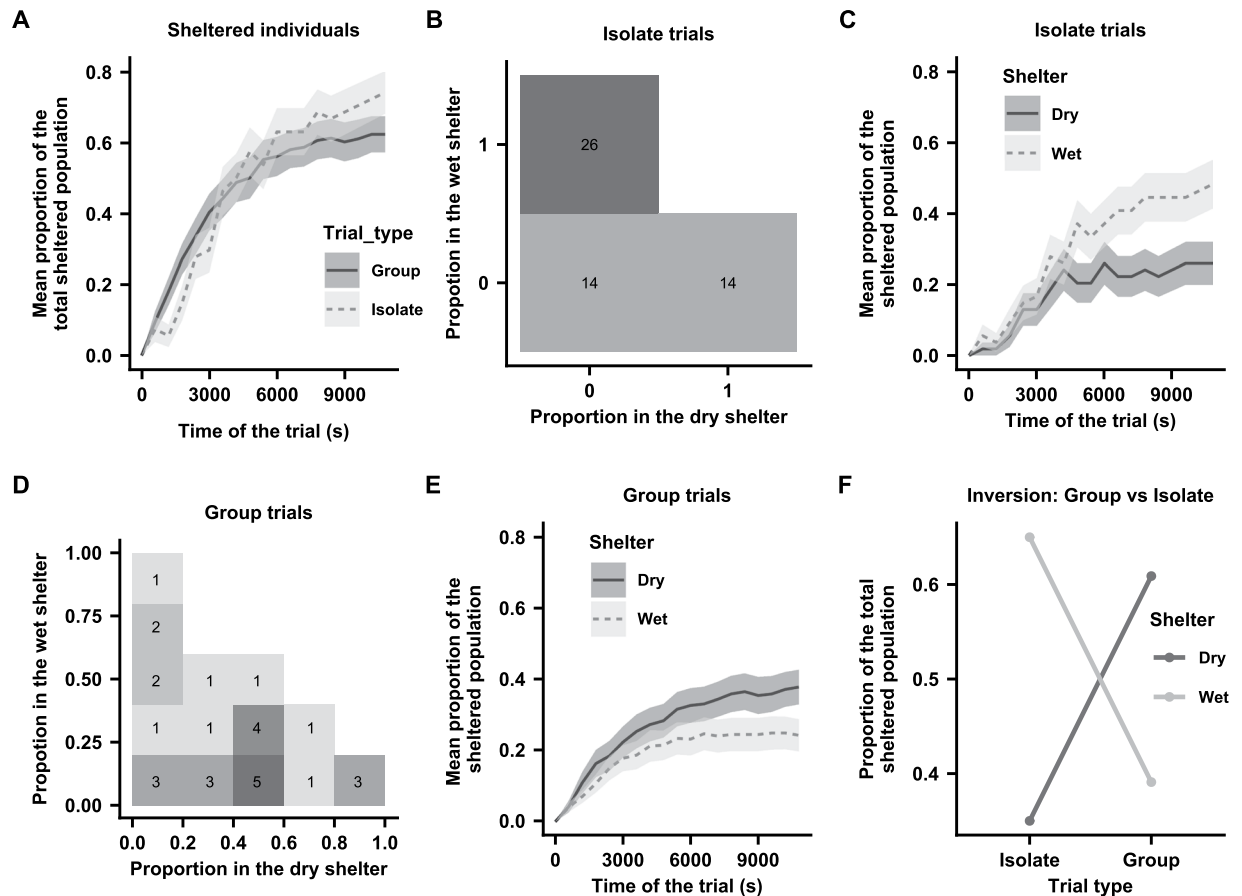 A
Sheltered individuals
Mean proportion of the
total sheltered population
0.8
0.6
0.4
0.2
0.0
0 3000 6000 9000
Time of the trial (s)
Trial_type
Group
Isolate
B
Isolate trials
Propotion in the wet shelter
1
0
26
14 14
0 1
Proportion in the dry shelter
C
Isolate trials
Mean proportion of the
sheltered population
0.8
0.6
0.4
0.2
0.0
Shelter
Dry
Wet
0 3000 6000 9000
Time of the trial (s)
D
Group trials
Propotion in the wet shelter
1.00
0.75
0.50
0.25
0.00
1
2
2 1 1
1 1 4 1
3 3 5 1 3
0.0 0.2 0.4 0.6 0.8 1.0
Proportion in the dry shelter
E
Group trials
Mean proportion of the
sheltered population
0.8
0.6
0.4
0.2
0.0
Shelter
Dry
Wet
0 3000 6000 9000
Time of the trial (s)
F
Inversion: Group vs Isolate
Proportion of the total
sheltered population
0.6
0.5
0.4
Shelter
Dry
Wet
Isolate Group
Trial type